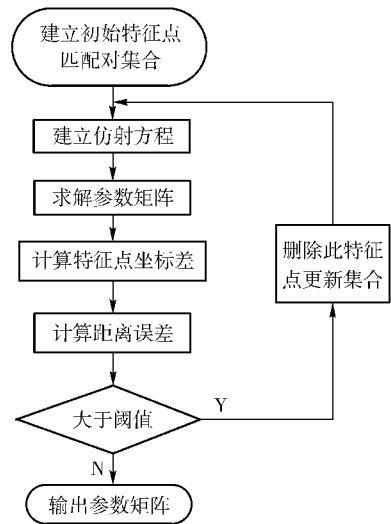 建立初始特征点
匹配对集合
建立仿射方程
求解参数矩阵
计算特征点坐标差
删除此特征
点更新集合
计算距离误差
大于阈值
Y
N
输出参数矩阵